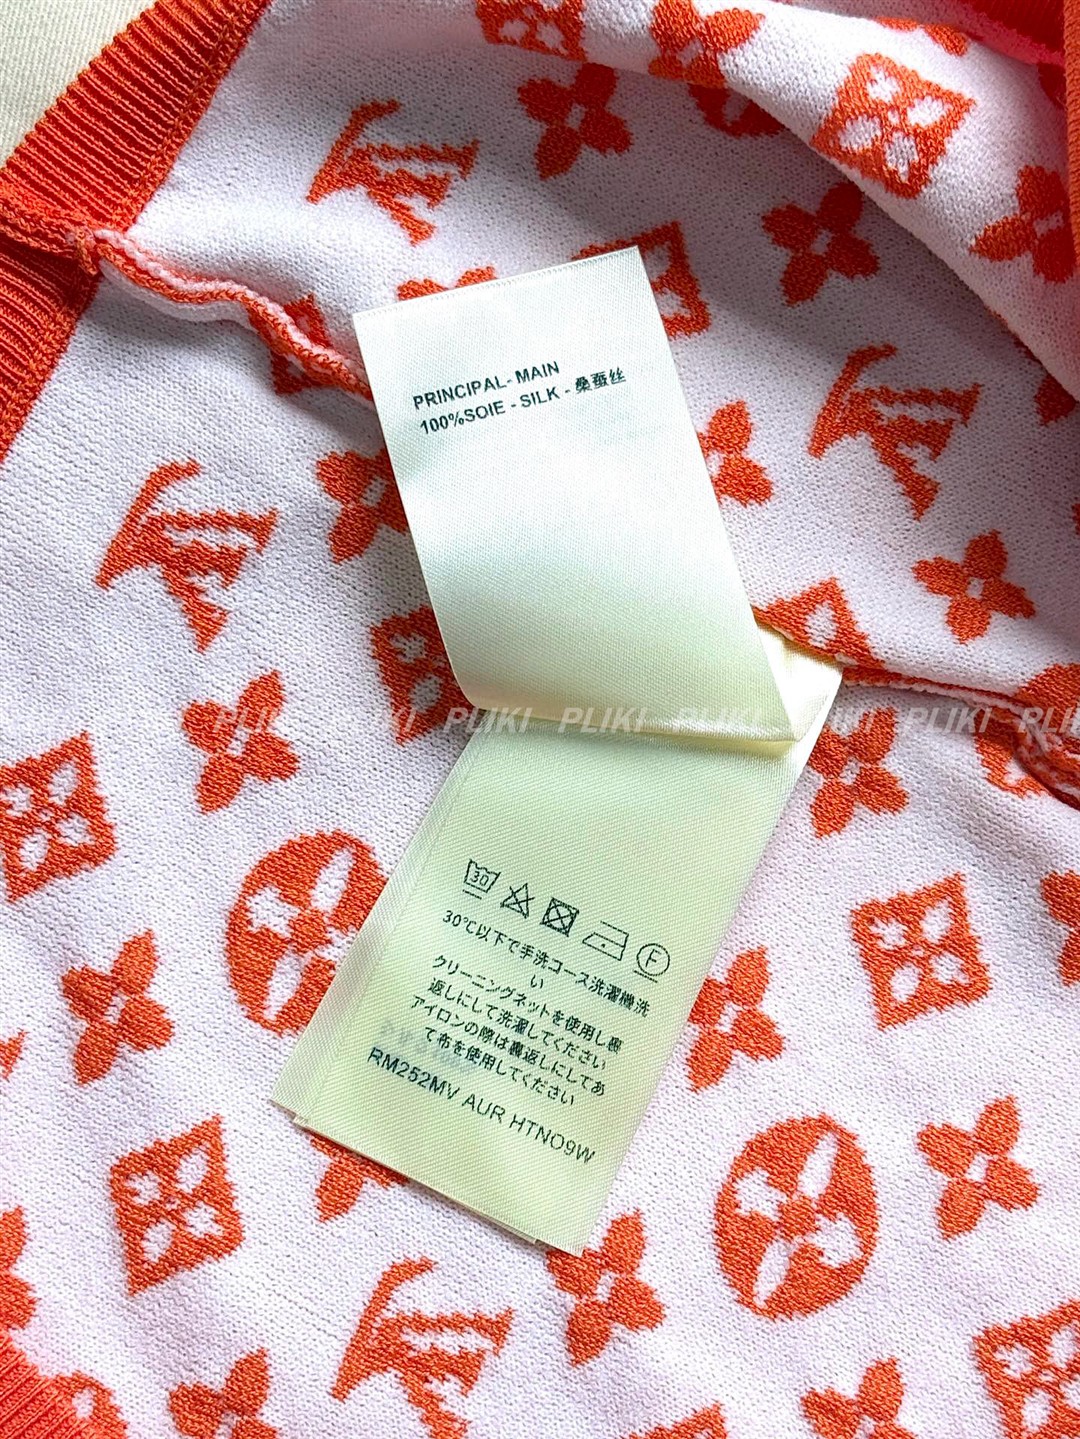 PRINCIPAL- MAIN
100%SOIE - SILK - 桑蚕丝
PLIKI PLIKI PLIKI PLIKI PLIKI PLIKI PLIKI PLIKI
30
F
30℃以下で手洗コース洗濯機洗
い
クリーニングネットを使用し裏
返しにして洗濯してください
アイロンの際は裏返しにしてあ
て布を使用してください
RM252MV AUR HTNO9W